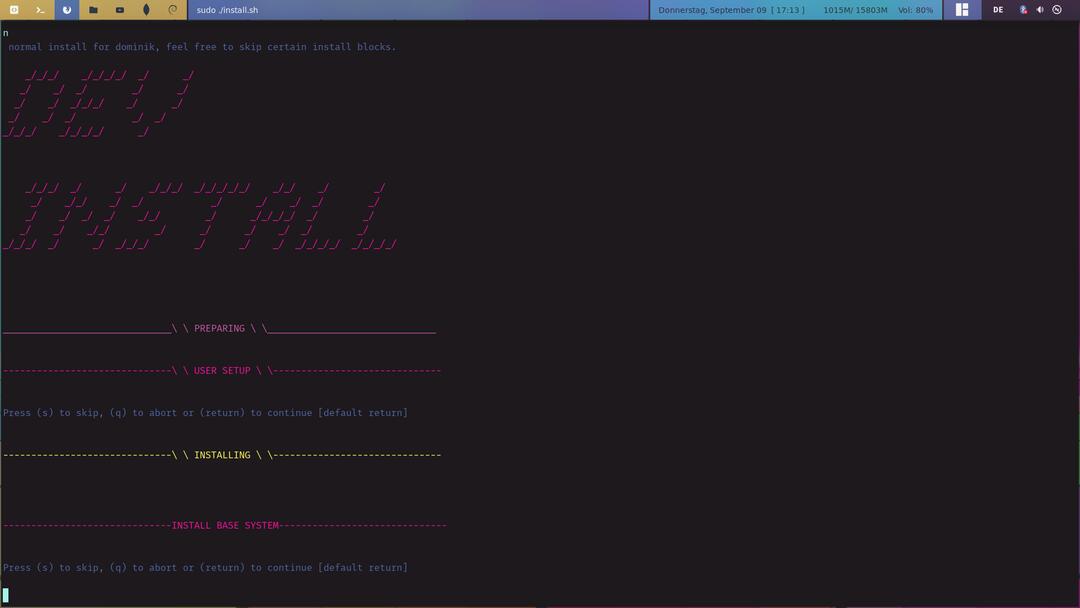 sudo ./install.sh
Donnerstag, September 09 [ 17:13 ] 1015M/ 15803M Vol: 80% DE
n
normal install for dominik, feel free to skip certain install blocks.
DEV
INSTALL
______________________________\ \ PREPARING \ \______________________________
------------------------------\ \ USER SETUP \ \------------------------------
Press (s) to skip, (q) to abort or (return) to continue [default return]
------------------------------\ \ INSTALLING \ \------------------------------
------------------------------INSTALL BASE SYSTEM------------------------------
Press (s) to skip, (q) to abort or (return) to continue [default return]